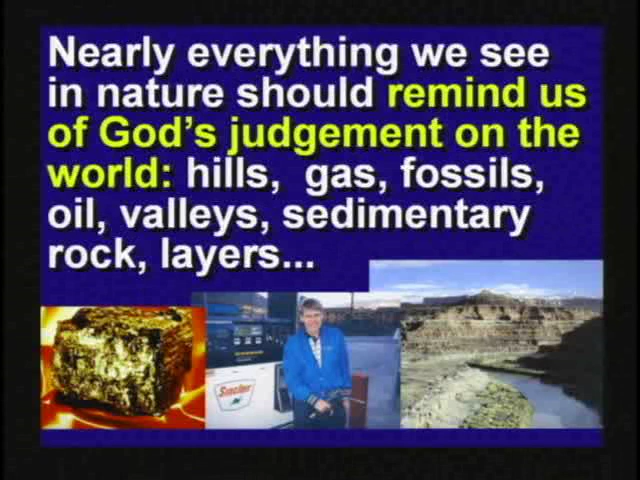 Nearly everything we see
in nature should remind us
of God's judgement on the
world: hills, gas, fossils,
oil, valleys, sedimentary
rock, layers...
Sinclair